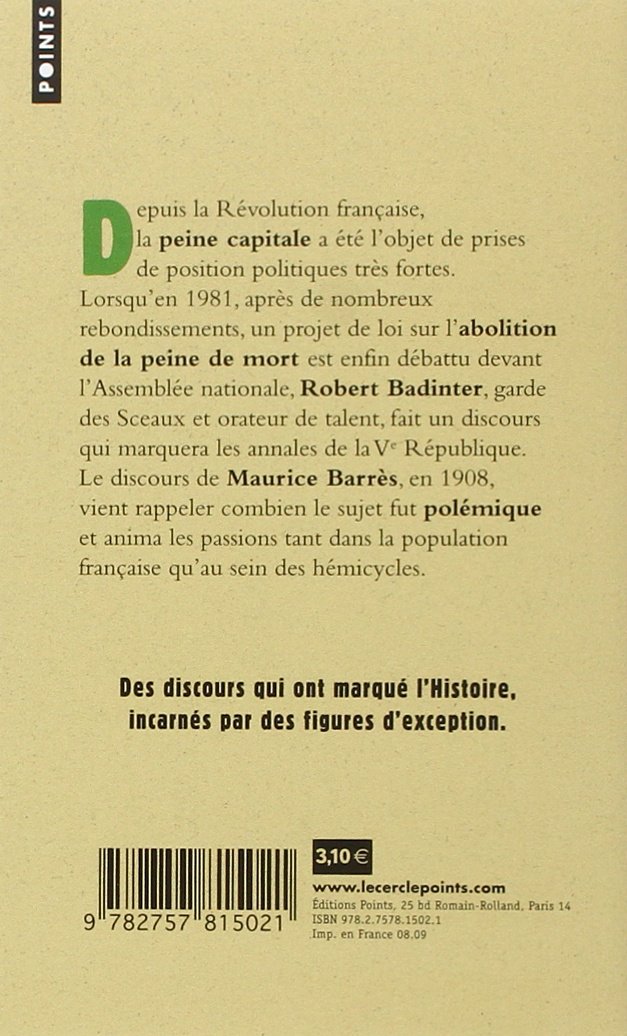 POINTS
Depuis la Révolution française,
la peine capitale a été l'objet de prises
de position politiques très fortes.
Lorsqu'en 1981, après de nombreux
rebondissements, un projet de loi sur l'abolition
de la peine de mort est enfin débattu devant
l'Assemblée nationale, Robert Badinter, garde
des Sceaux et orateur de talent, fait un discours
qui marquera les annales de la Ve République.
Le discours de Maurice Barrès, en 1908,
vient rappeler combien le sujet fut polémique
et anima les passions tant dans la population
française qu'au sein des hémicycles.
Des discours qui ont marqué l'Histoire,
incarnés par des figures d'exception.
3,10 €
www.lecerclepoints.com
Éditions Points, 25 bd Romain-Rolland, Paris 14
ISBN 978.2.7578.1502.1
Imp. en France 08.09
9 782757 815021